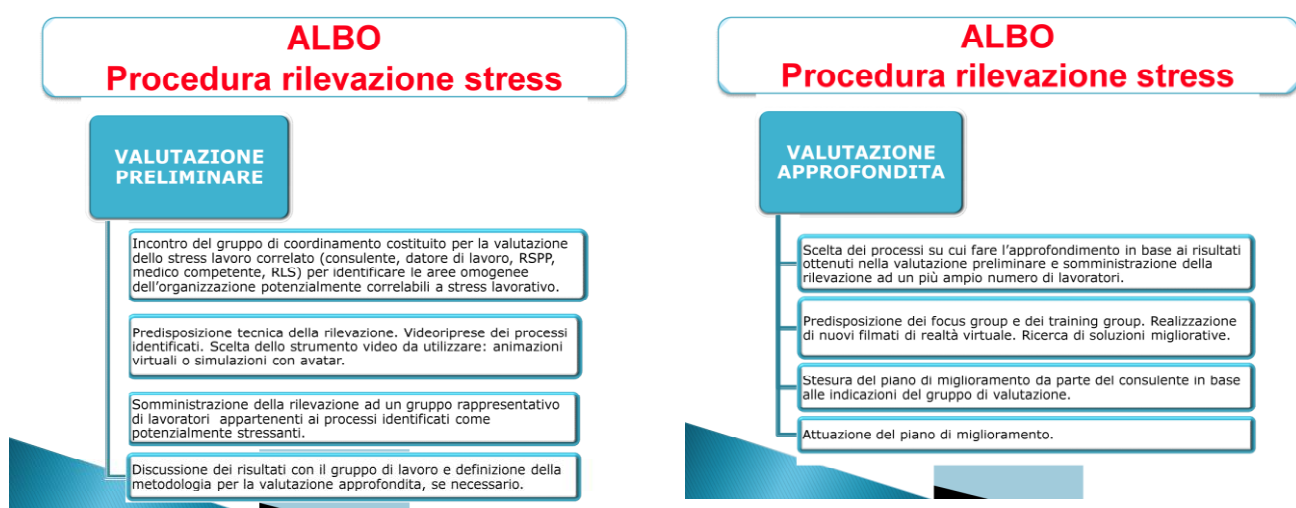 ALBO
Procedura rilevazione stress
VALUTAZIONE
PRELIMINARE
Incontro del gruppo di coordinamento costituito per la valutazione
dello stress lavoro correlato (consulente, datore di lavoro, RSPP,
medico competente, RLS) per identificare le aree omogenee
dell'organizzazione potenzialmente correlabili a stress lavorativo.
Predisposizione tecnica della rilevazione. Videoriprese dei processi
identificati. Scelta dello strumento video da utilizzare: animazioni
virtuali o simulazioni con avatar.
Somministrazione della rilevazione ad un gruppo rappresentativo
di lavoratori appartenenti ai processi identificati come
potenzialmente stressanti.
Discussione dei risultati con il gruppo di lavoro e definizione della
metodologia per la valutazione approfondita, se necessario.
ALBO
Procedura rilevazione stress
VALUTAZIONE
APPROFONDITA
Scelta dei processi su cui fare l'approfondimento in base ai risultati
ottenuti nella valutazione preliminare e somministrazione della
rilevazione ad un più ampio numero di lavoratori.
Predisposizione dei focus group e dei training group. Realizzazione
di nuovi filmati di realtà virtuale. Ricerca di soluzioni migliorative.
Stesura del piano di miglioramento da parte del consulente in base
alle indicazioni del gruppo di valutazione.
Attuazione del piano di miglioramento.